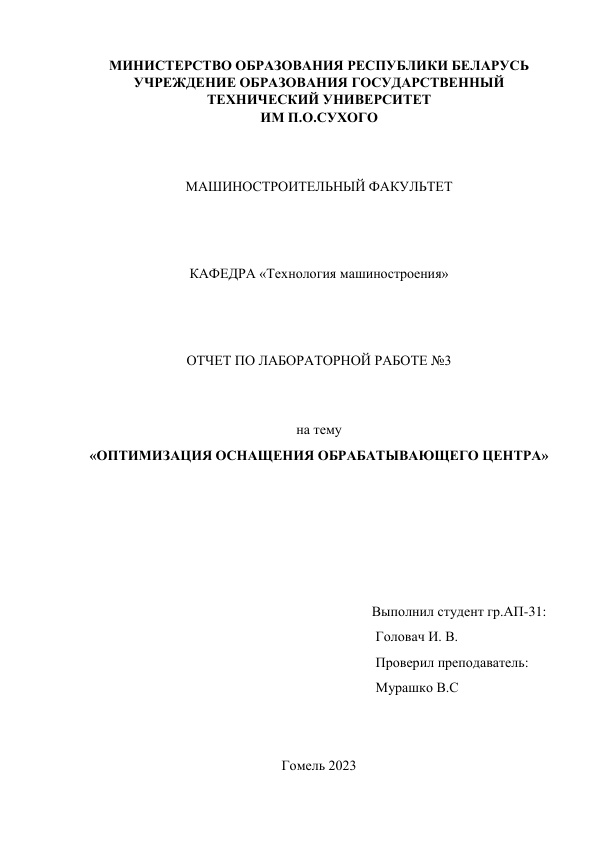 МИНИСТЕРСТВО ОБРАЗОВАНИЯ РЕСПУБЛИКИ БЕЛАРУСЬ
УЧРЕЖДЕНИЕ ОБРАЗОВАНИЯ ГОСУДАРСТВЕННЫЙ
ТЕХНИЧЕСКИЙ УНИВЕРСИТЕТ
ИМ П.О.СУХОГО
МАШИНОСТРОИТЕЛЬНЫЙ ФАКУЛЬТЕТ
КАФЕДРА «Технология машиностроения»
ОТЧЕТ ПО ЛАБОРАТОРНОЙ РАБОТЕ №3
на тему
«ОПТИМИЗАЦИЯ ОСНАЩЕНИЯ ОБРАБАТЫВАЮЩЕГО ЦЕНТРА»
Выполнил студент гр.АП-31:
Головач И. В.
Проверил преподаватель:
Мурашко В.С
Гомель 2023